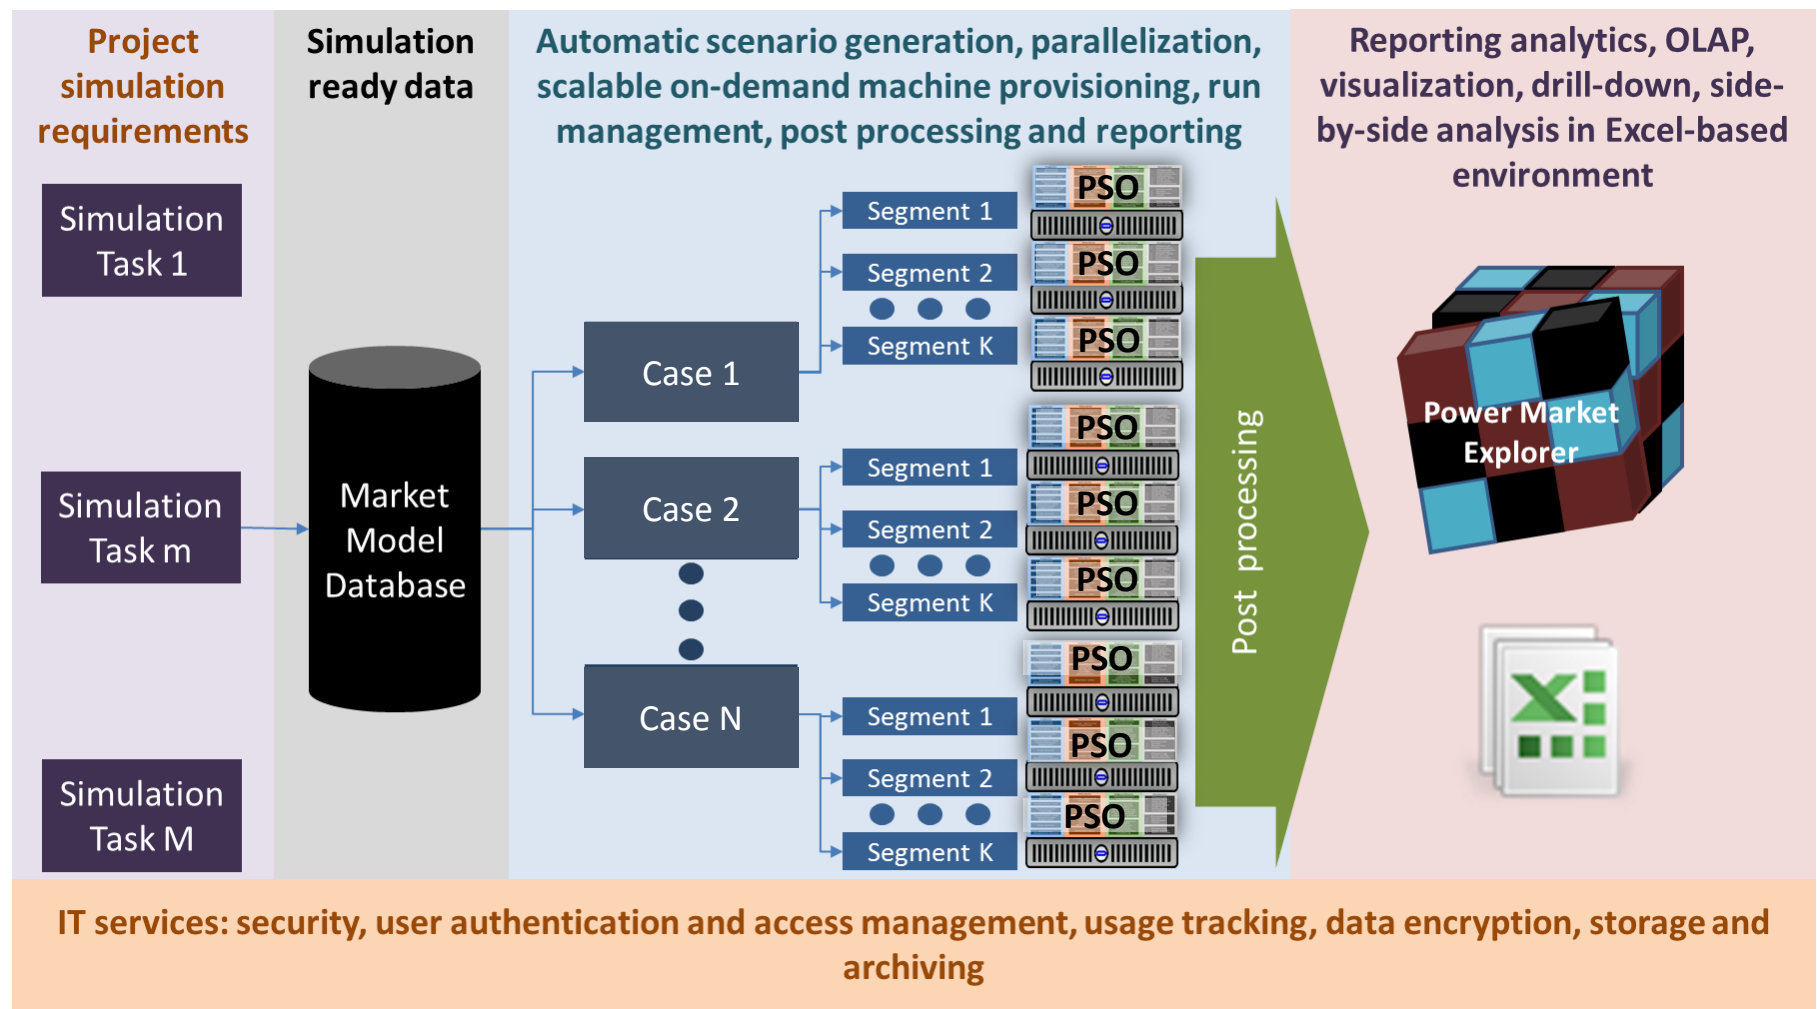 Project
simulation
requirements
Simulation
Task 1
Simulation
Task m
Simulation
Task M
Simulation
ready data
Market
Model
Database
Automatic scenario generation, parallelization,
scalable on-demand machine provisioning, run
management, post processing and reporting
Case 1
Segment 1
Segment 2
Segment K
PSO
PSO
PSO
Case 2
Segment 1
Segment 2
Segment K
PSO
PSO
PSO
Case N
Segment 1
Segment 2
Segment K
PSO
PSO
PSO
Post processing
Reporting analytics, OLAP,
visualization, drill-down, side-
by-side analysis in Excel-based
environment
Power Market
Explorer
IT services: security, user authentication and access management, usage tracking, data encryption, storage and
archiving